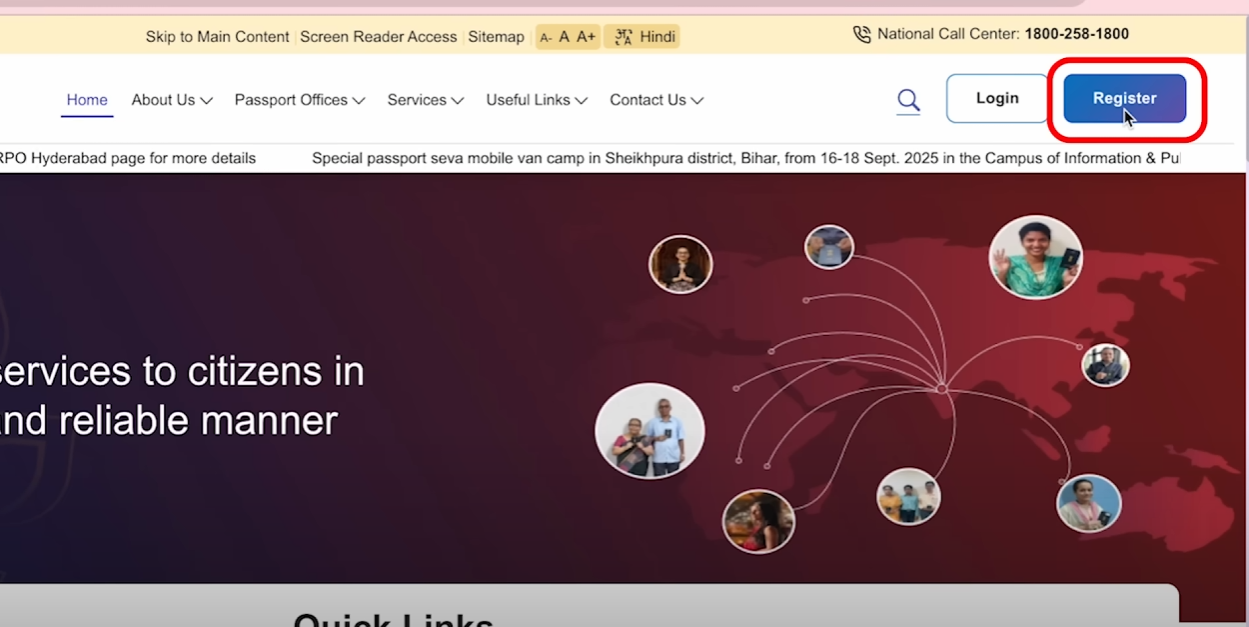 Skip to Main Content Screen Reader Access Sitemap A- A A+ Hindi National Call Center: 1800-258-1800
Home About Us Passport Offices Services Useful Links Contact Us Login Register
RPO Hyderabad page for more details Special passport seva mobile van camp in Sheikhpura district, Bihar, from 16-18 Sept. 2025 in the Campus of Information &
services to citizens in
and reliable manner
Quick Links